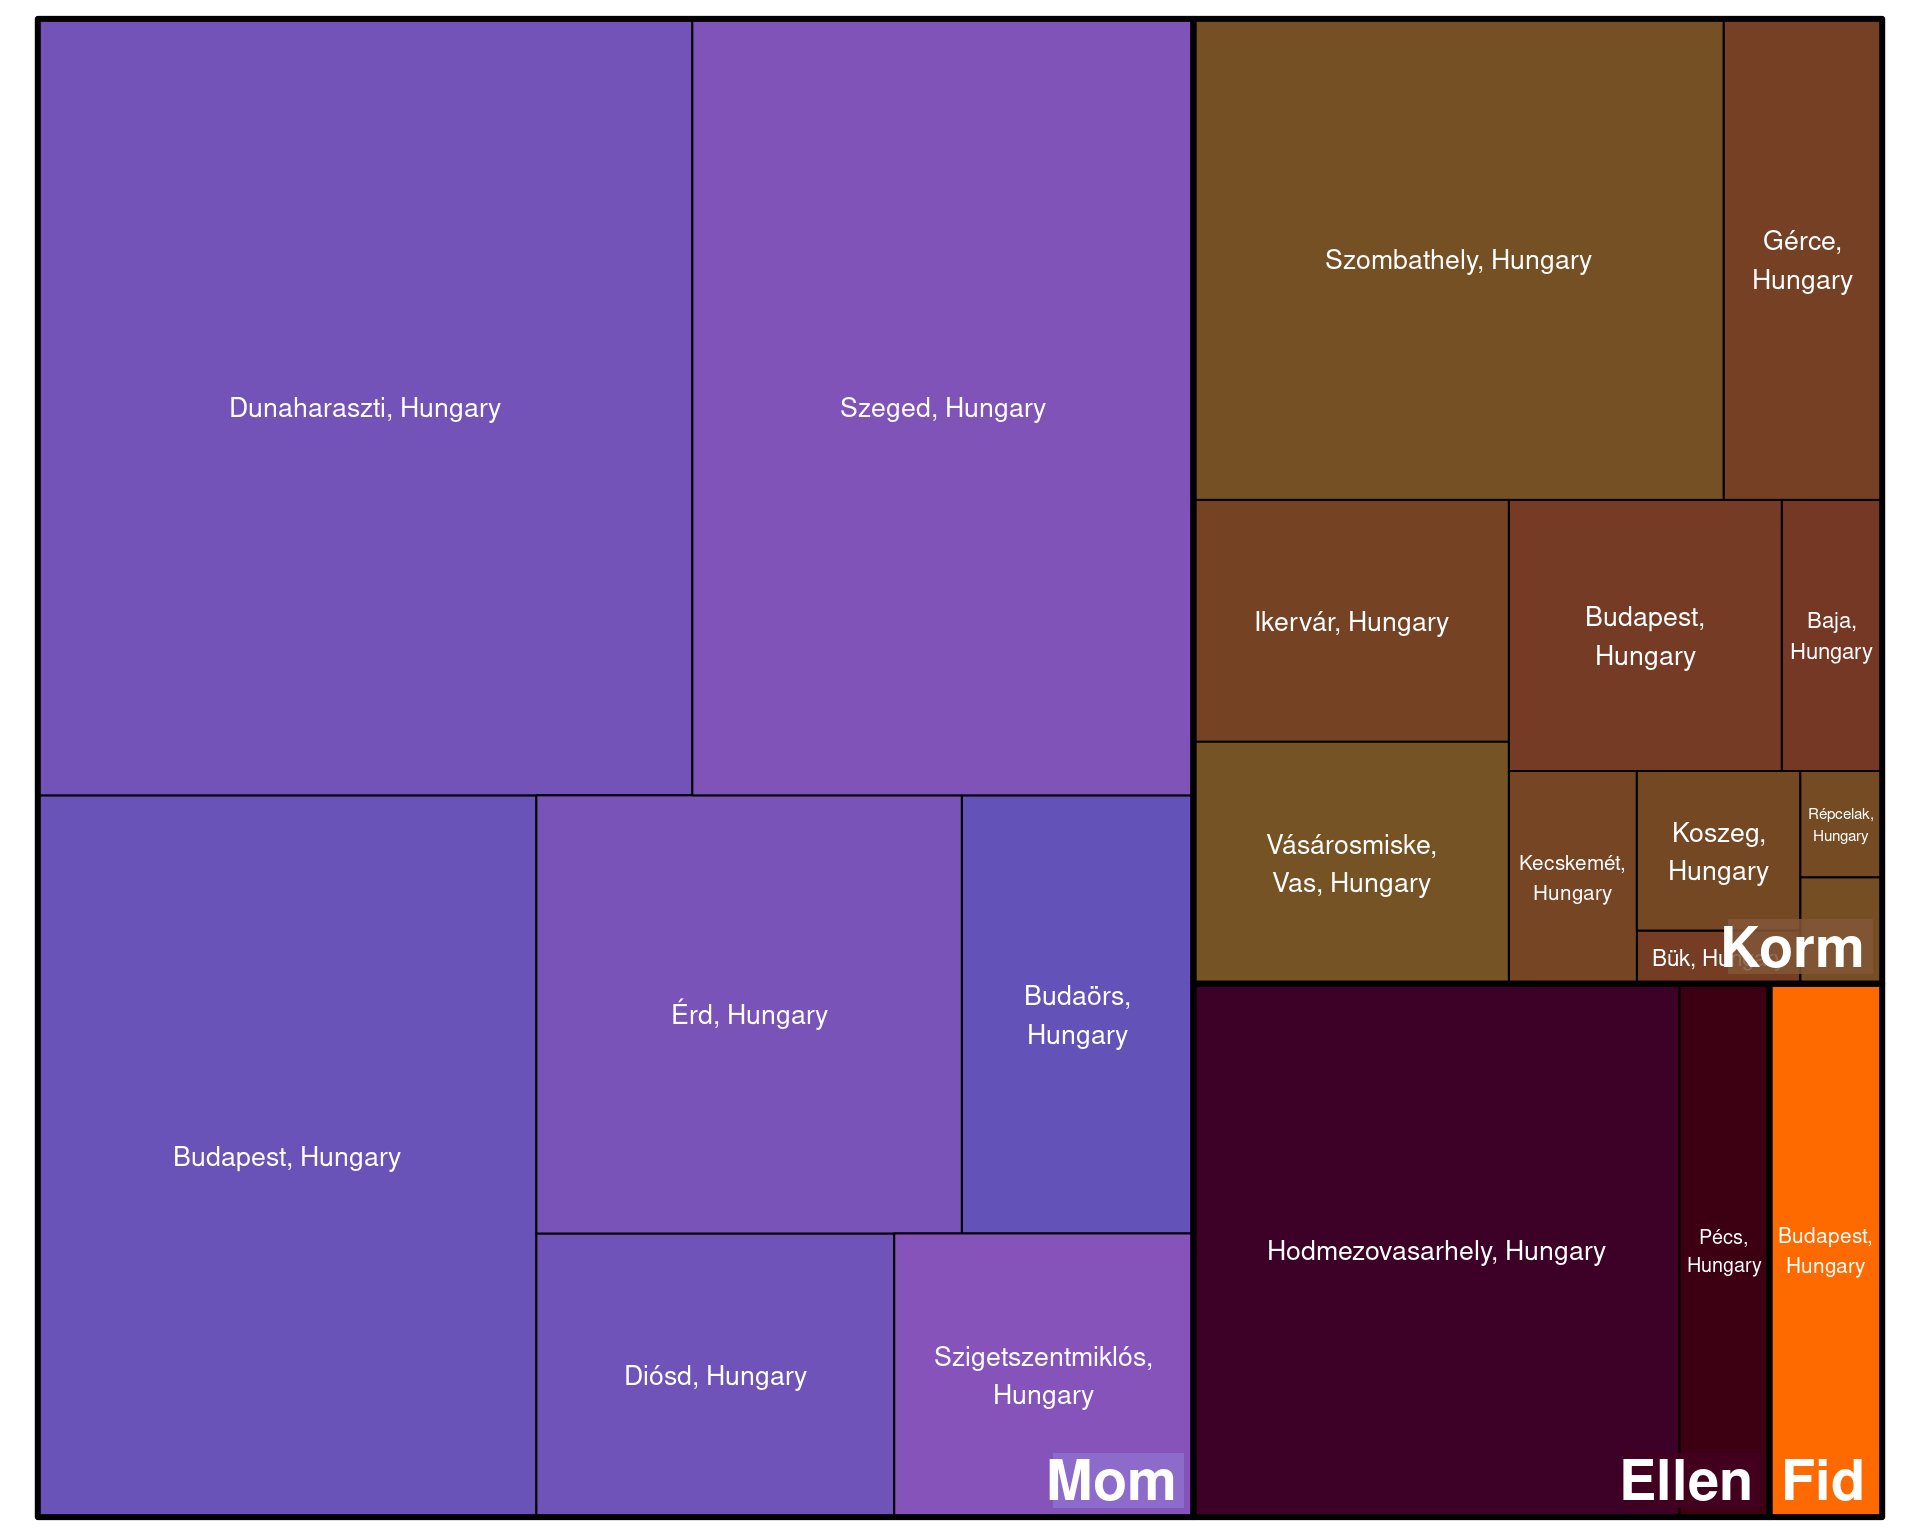 Dunaharaszti, Hungary
Szeged, Hungary
Budapest, Hungary
Érd, Hungary
Budaörs,
Hungary
Diósd, Hungary
Szigetszentmiklós,
Hungary
Mom
Szombathely, Hungary
Gérce,
Hungary
Ikervár, Hungary
Budapest,
Hungary
Baja,
Hungary
Vásárosmiske,
Vas, Hungary
Kecskemét,
Hungary
Koszeg,
Hungary
Répcelak,
Hungary
Bük, Hungary
Korm
Hodmezovasarhely, Hungary
Pécs,
Hungary
Ellen
Budapest,
Hungary
Fid